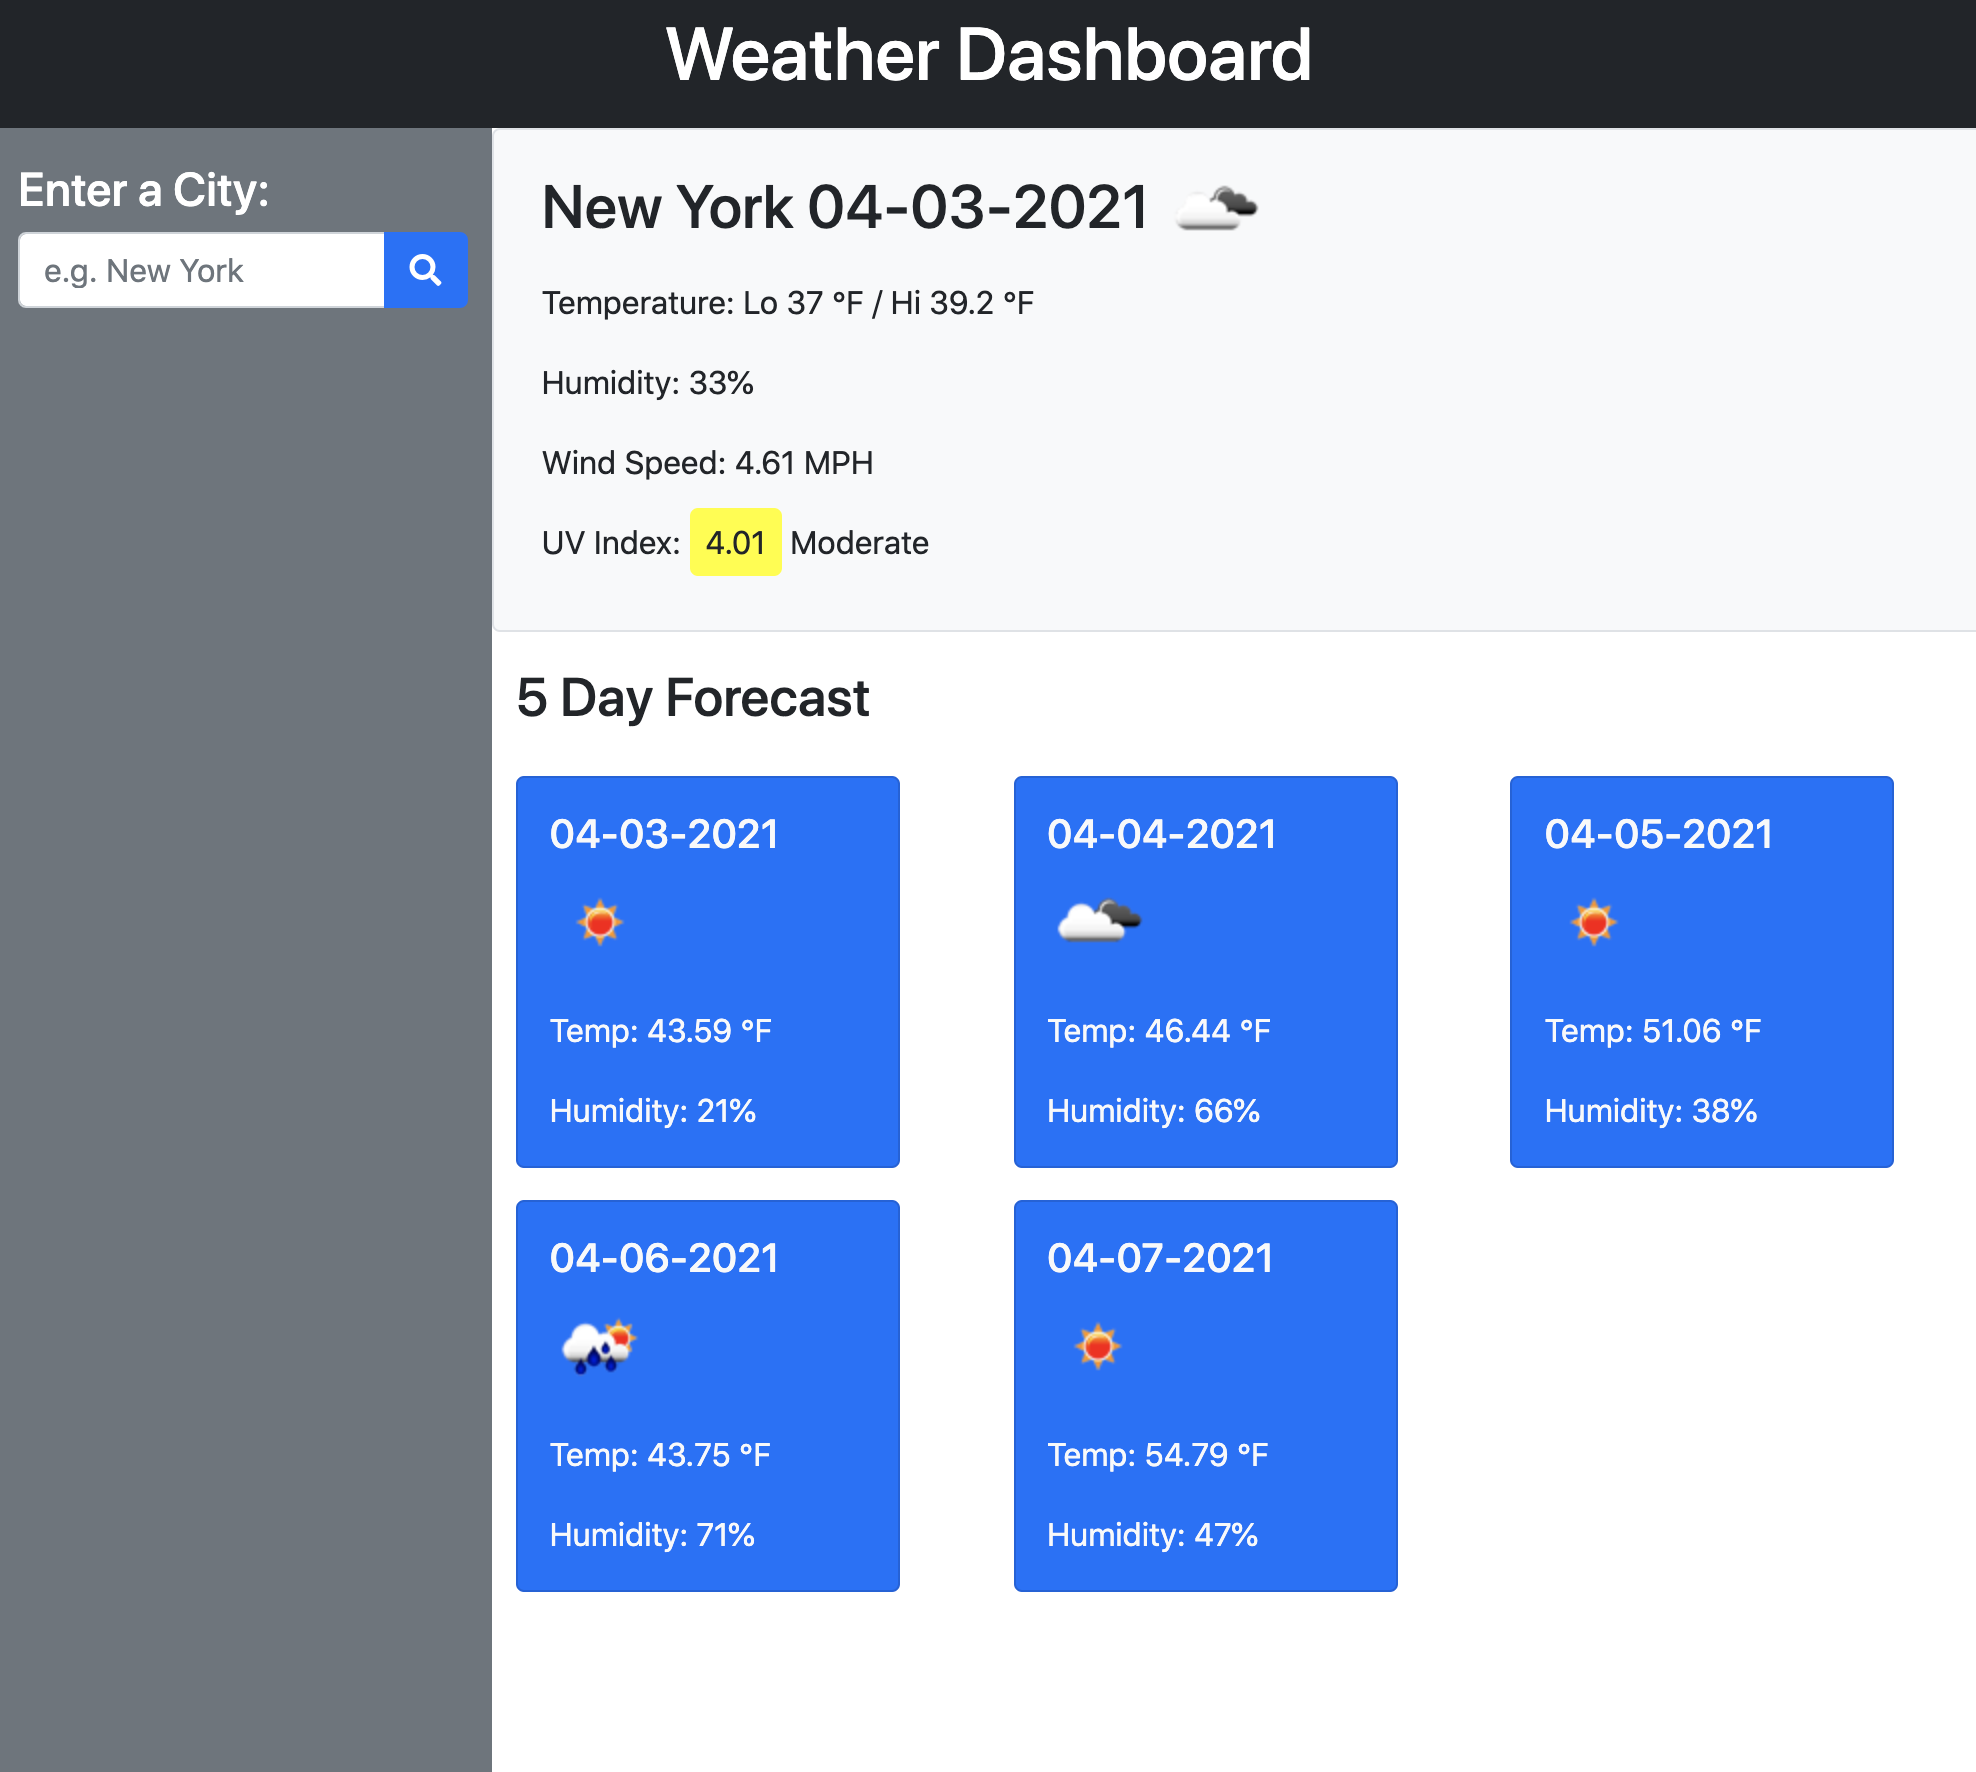 Weather Dashboard
Enter a City:
e.g. New York
New York 04-03-2021
Temperature: Lo 37 °F / Hi 39.2 °F
Humidity: 33%
Wind Speed: 4.61 MPH
UV Index: 4.01 Moderate
5 Day Forecast
04-03-2021
Temp: 43.59 °F
Humidity: 21%
04-04-2021
Temp: 46.44 °F
Humidity: 66%
04-05-2021
Temp: 51.06 °F
Humidity: 38%
04-06-2021
Temp: 43.75 °F
Humidity: 71%
04-07-2021
Temp: 54.79 °F
Humidity: 47%